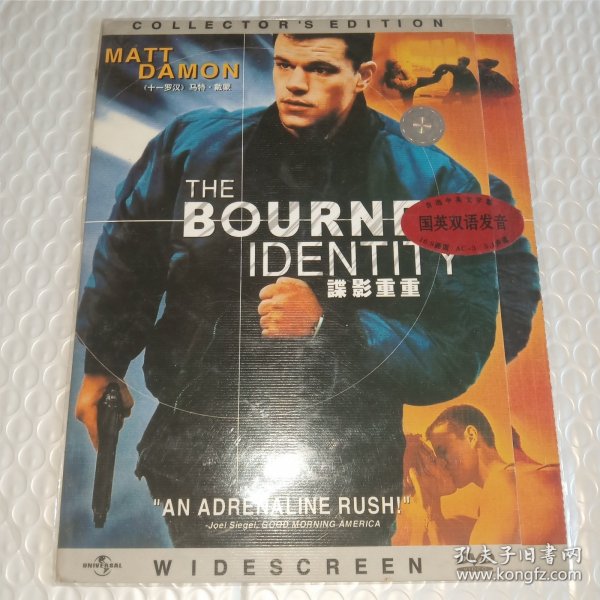 COLLECTOR'S EDITION
MATT
DAMON
(十一罗汉) 马特·戴蒙
THE
BOURNE
IDENTITY
諜影重重
国英双语发音
"AN ADRENALINE RUSH!"
-Joel Siegel, GOOD MORNING AMERICA
UNIVERSAL
WIDESCREEN
孔夫子旧书网
www.kongfz.com